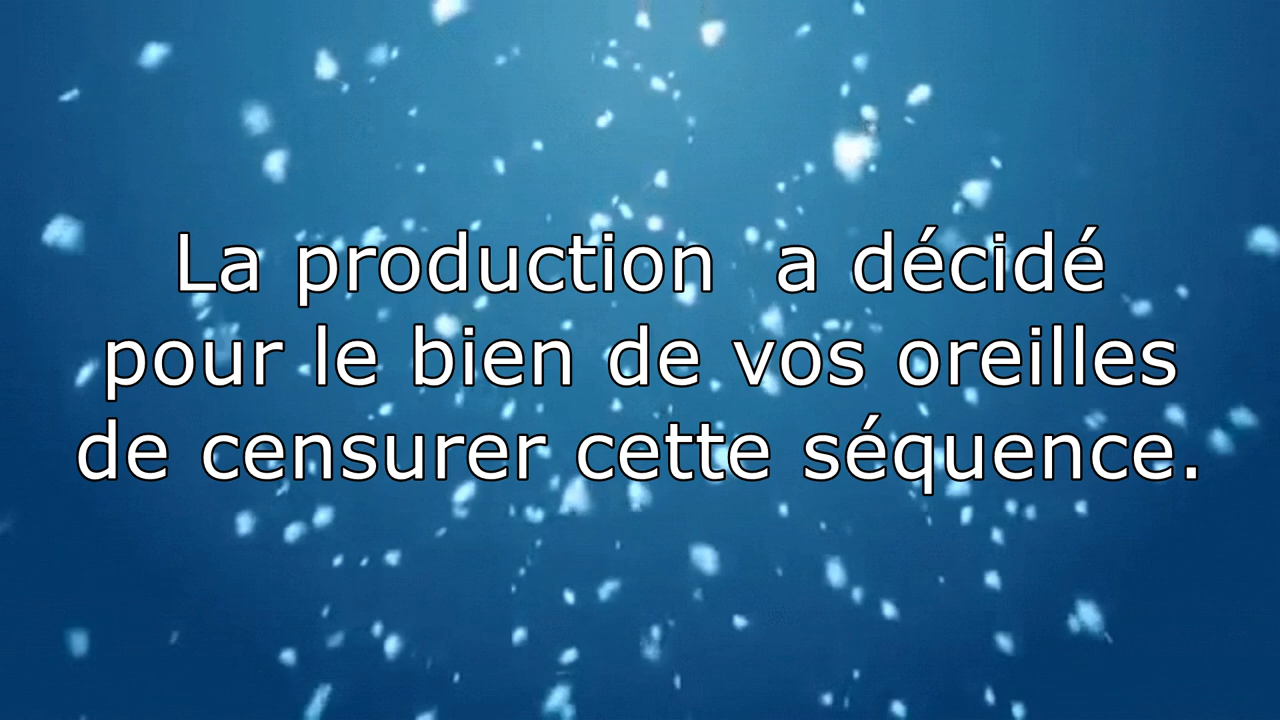 La production  a décidé
pour le bien de vos oreilles
de censurer cette séquence.